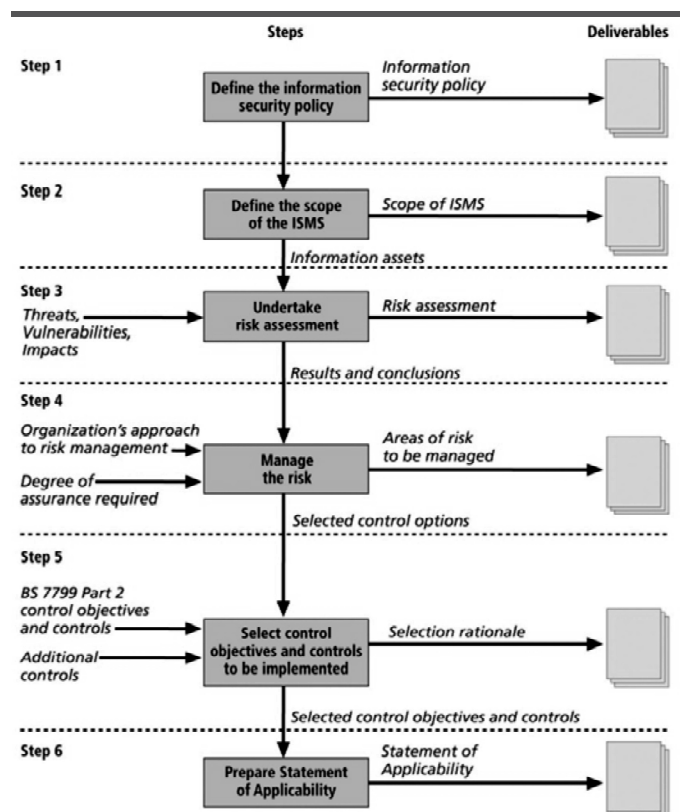 Steps
Deliverables
Step 1
Define the information
security policy
Information
security policy
Step 2
Define the scope
of the ISMS
Scope of ISMS
Information assets
Step 3
Threats,
Vulnerabilities,
Impacts
Undertake
risk assessment
Risk assessment
Results and conclusions
Step 4
Organization's approach
to risk management
Degree of
assurance required
Manage
the risk
Areas of risk
to be managed
Selected control options
Step 5
BS 7799 Part 2
control objectives
and controls
Additional
controls
Select control
objectives and controls
to be implemented
Selection rationale
Selected control objectives and controls
Step 6
Prepare Statement
of Applicability
Statement of
Applicability